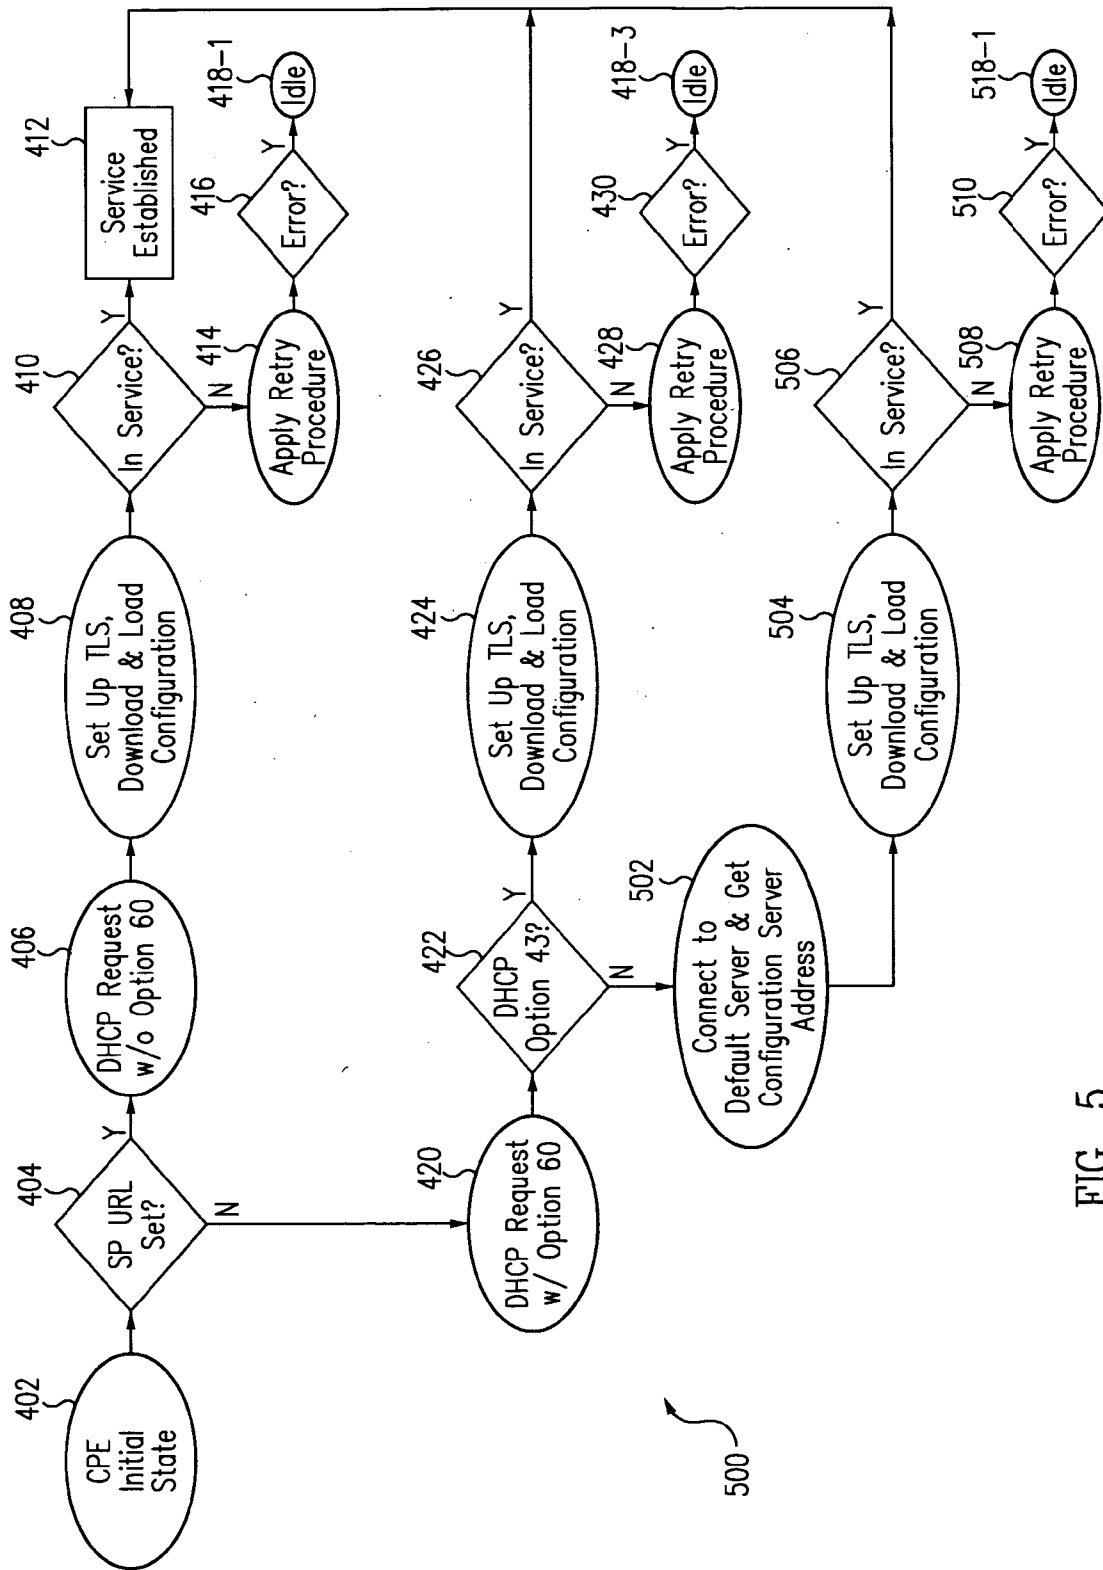 402
CPE
Initial
State
404
SP URL
Set?
Y
N
406
DHCP Request
w/o Option 60
408
Set Up TLS,
Download & Load
Configuration
410
In Service?
Y
N
412
Service
Established
414
Apply Retry
Procedure
416
Error?
Y
418-1
Idle
420
DHCP Request
w/ Option 60
422
DHCP
Option 43?
Y
N
424
Set Up TLS,
Download & Load
Configuration
426
In Service?
Y
N
428
Apply Retry
Procedure
430
Error?
Y
418-3
Idle
502
Connect to
Default Server & Get
Configuration Server
Address
504
Set Up TLS,
Download & Load
Configuration
506
In Service?
Y
N
508
Apply Retry
Procedure
510
Error?
Y
518-1
Idle
500
FIG. 5